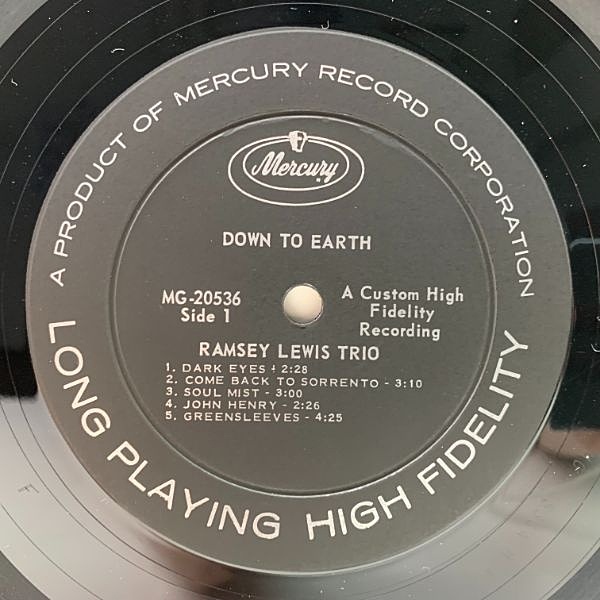 A PRODUCT OF MERCURY RECORD CORPORATION
Mercury
DOWN TO EARTH
MG-20536
Side 1
A Custom High
Fidelity
Recording
RAMSEY LEWIS TRIO
1. DARK EYES - 2:28
2. COME BACK TO SORRENTO - 3:10
3. SOUL MIST - 3:00
4. JOHN HENRY - 2:26
5. GREENSLEEVES - 4:25
LONG PLAYING HIGH FIDELITY